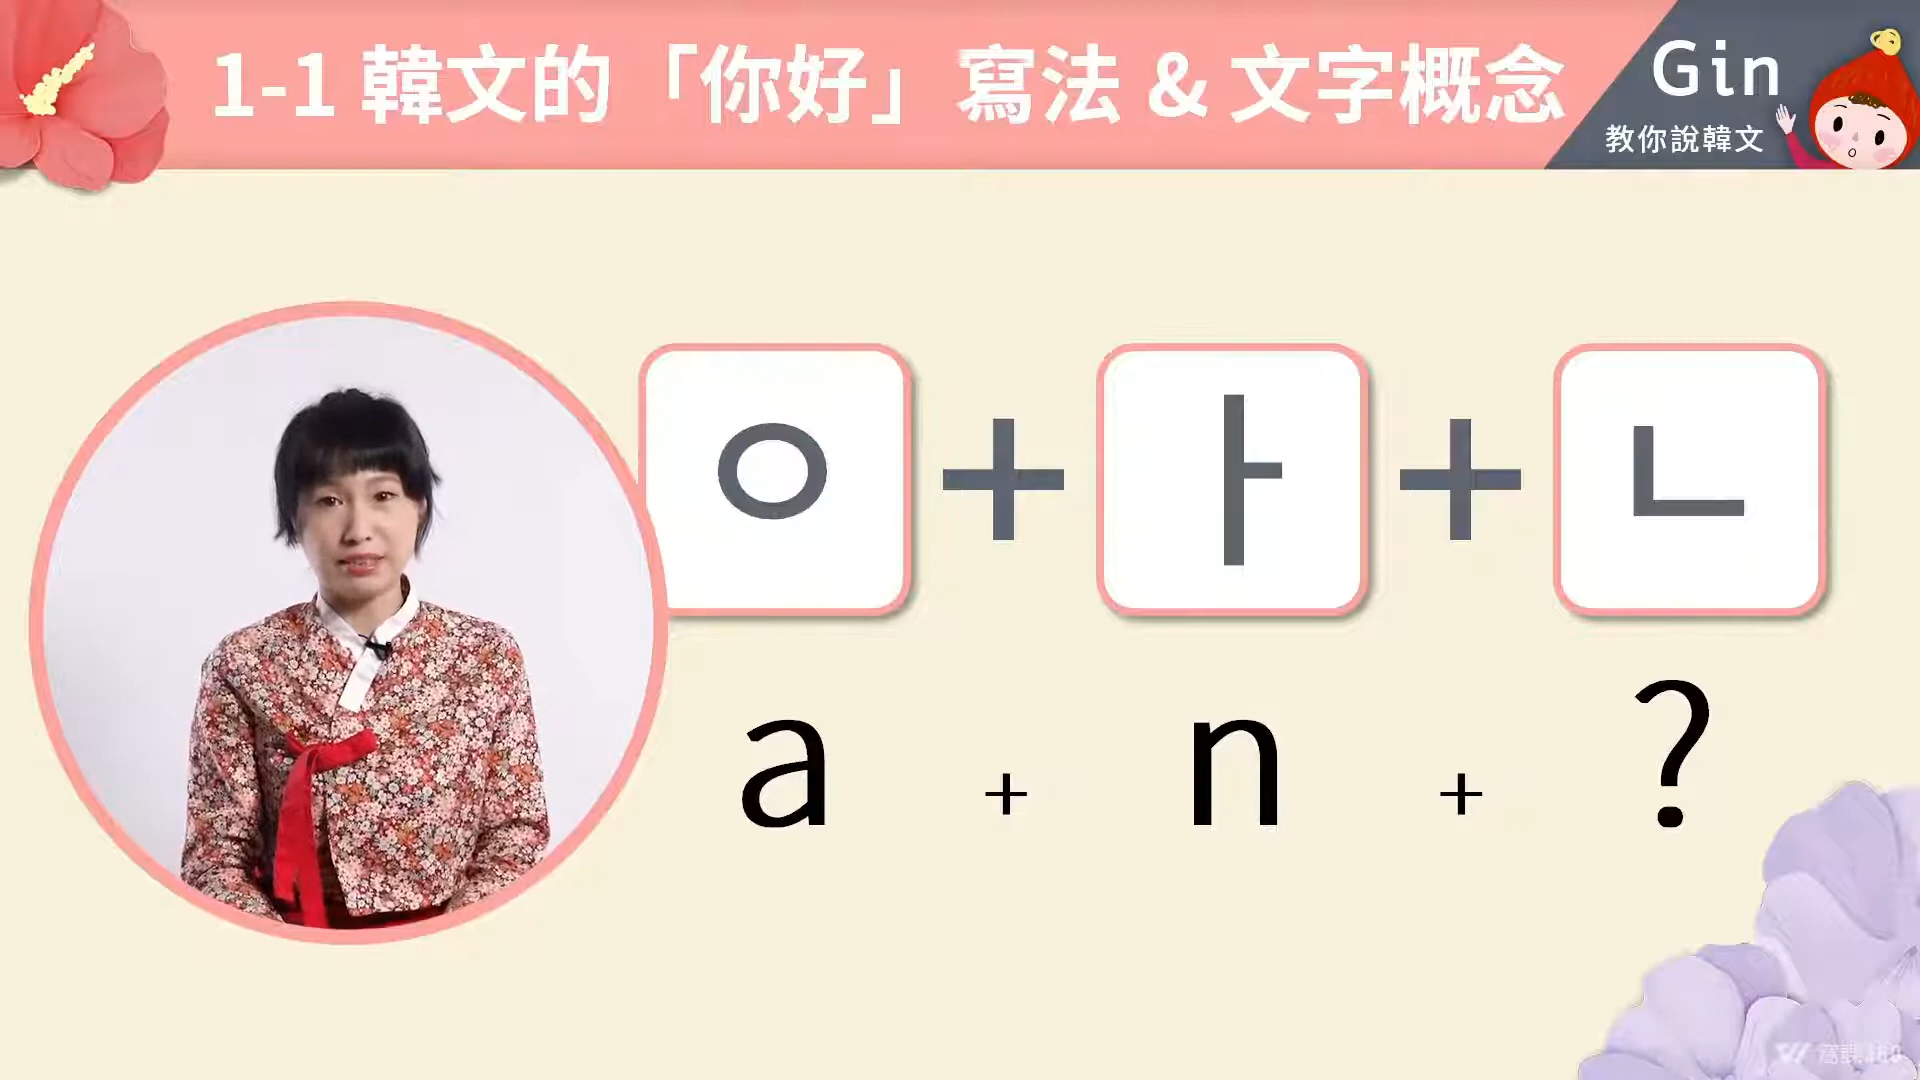 1-1 韓文的「你好」寫法 & 文字概念
Gin
教你說韓文
ㅇ + ㅏ + ㄴ
a + n + ?